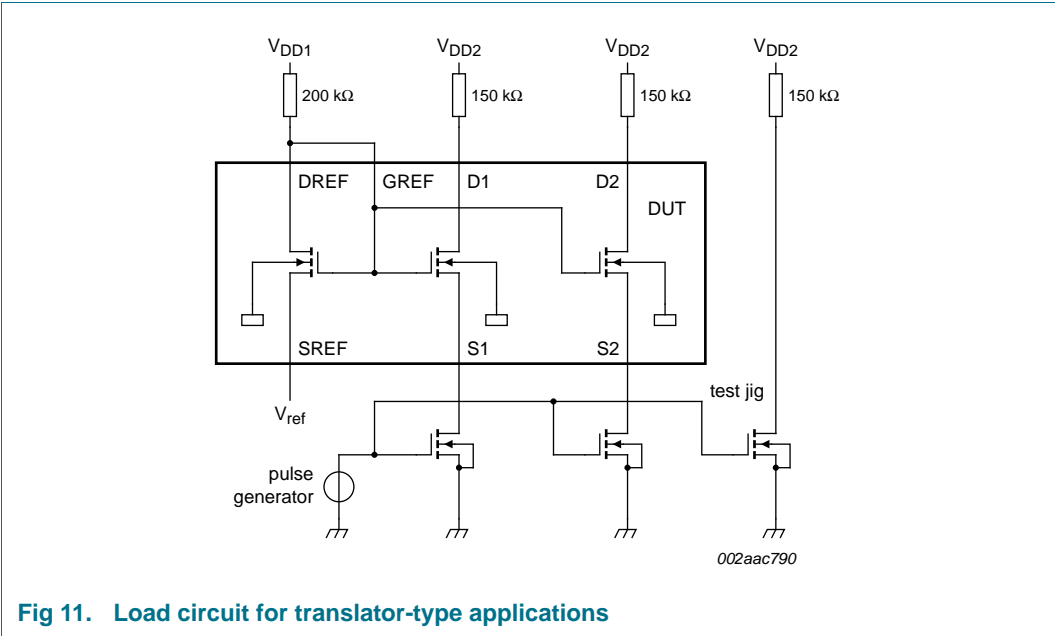 VDD1 VDD2 VDD2 VDD2
200 kΩ 150 kΩ 150 kΩ 150 kΩ
DREF GREF D1 D2
DUT
SREF S1 S2
test jig
Vref
pulse
generator
002aac790
Fig 11. Load circuit for translator-type applications